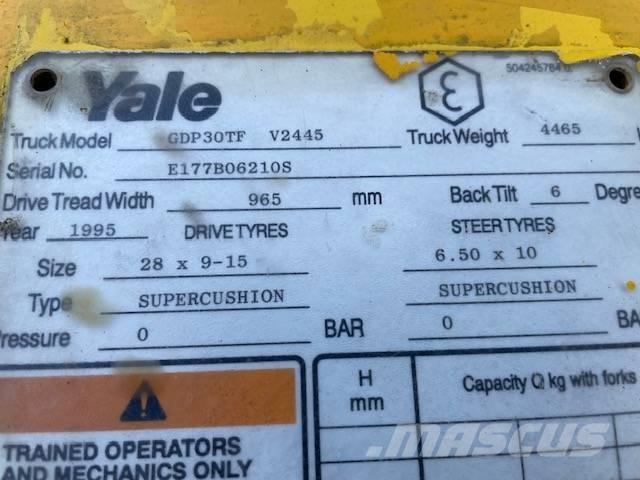 Yale
Truck Model GDP30TF V2445 Truck Weight 4465
Serial No. E177B06210S
Drive Tread Width 965 mm Back Tilt 6 Degre
Year 1995 DRIVE TYRES STEER TYRES
Size 28 x 9-15 6.50 x 10
Type SUPERCUSHION SUPERCUSHION
Pressure 0 BAR 0 BA
H mm Capacity Q kg with forks
TRAINED OPERATORS
AND MECHANICS ONLY
MASCUS